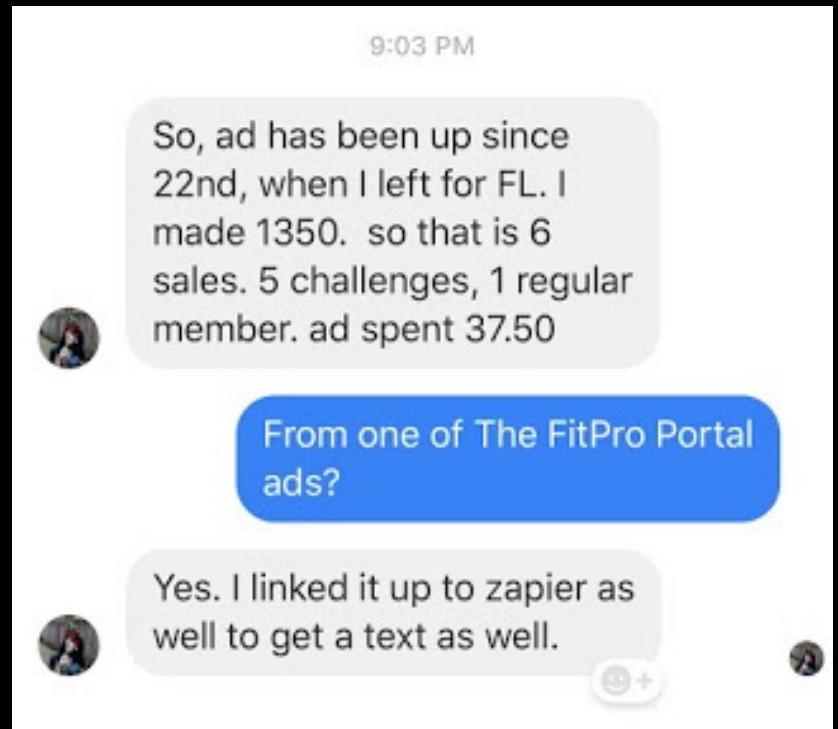 9:03 PM
So, ad has been up since
22nd, when I left for FL. I
made 1350.  so that is 6
sales. 5 challenges, 1 regular
member. ad spent 37.50
From one of The FitPro Portal
ads?
Yes. I linked it up to zapier as
well to get a text as well.